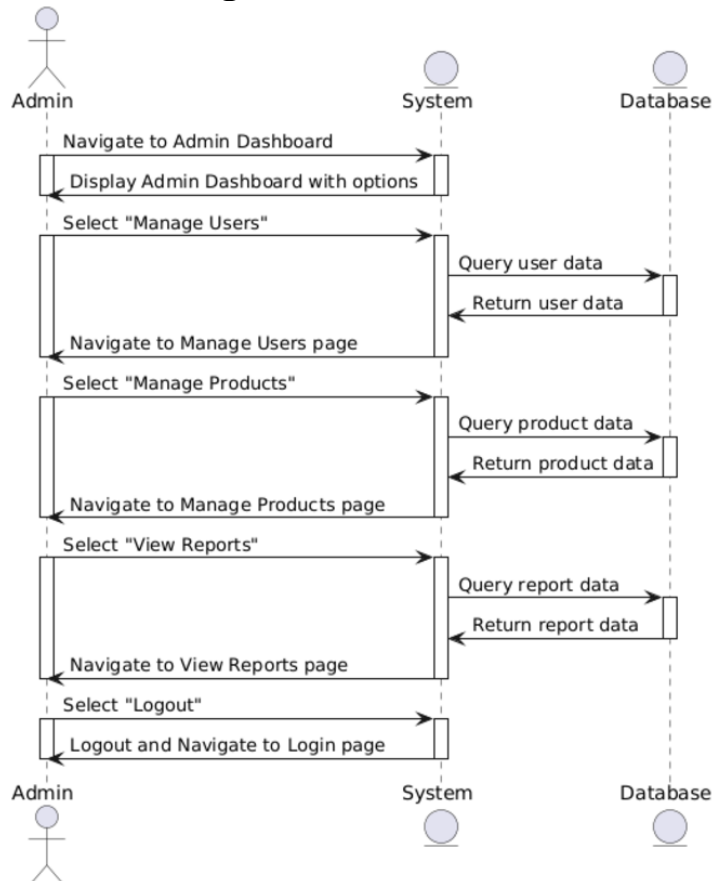 Admin
System
Database
Navigate to Admin Dashboard
Display Admin Dashboard with options
Select "Manage Users"
Query user data
Return user data
Navigate to Manage Users page
Select "Manage Products"
Query product data
Return product data
Navigate to Manage Products page
Select "View Reports"
Query report data
Return report data
Navigate to View Reports page
Select "Logout"
Logout and Navigate to Login page
Admin
System
Database